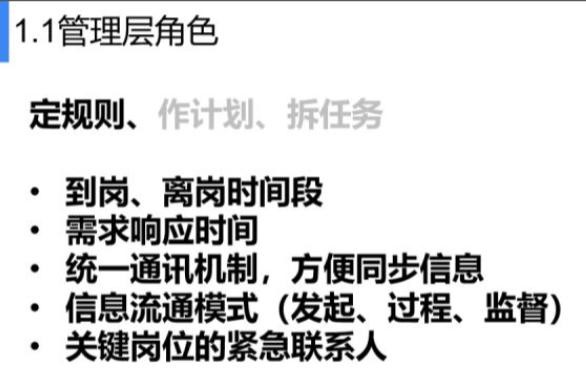 1.1管理层角色
定规则、作计划、拆任务
• 到岗、离岗时间段
• 需求响应时间
• 统一通讯机制，方便同步信息
• 信息流通模式（发起、过程、监督）
• 关键岗位的紧急联系人